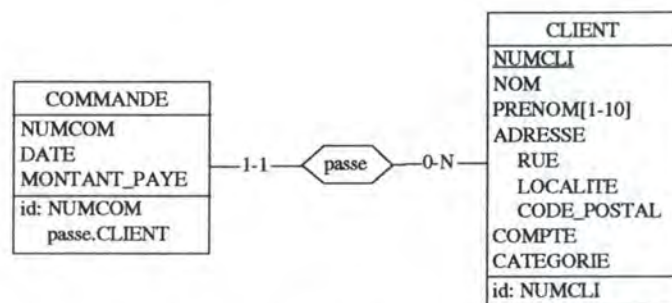 COMMANDE
NUMCOM
DATE
MONTANT_PAYE
id: NUMCOM
passe.CLIENT
1-1
passe
0-N
CLIENT
NUMCLI
NOM
PRENOM[1-10]
ADRESSE
RUE
LOCALITE
CODE_POSTAL
COMPTE
CATEGORIE
id: NUMCLI